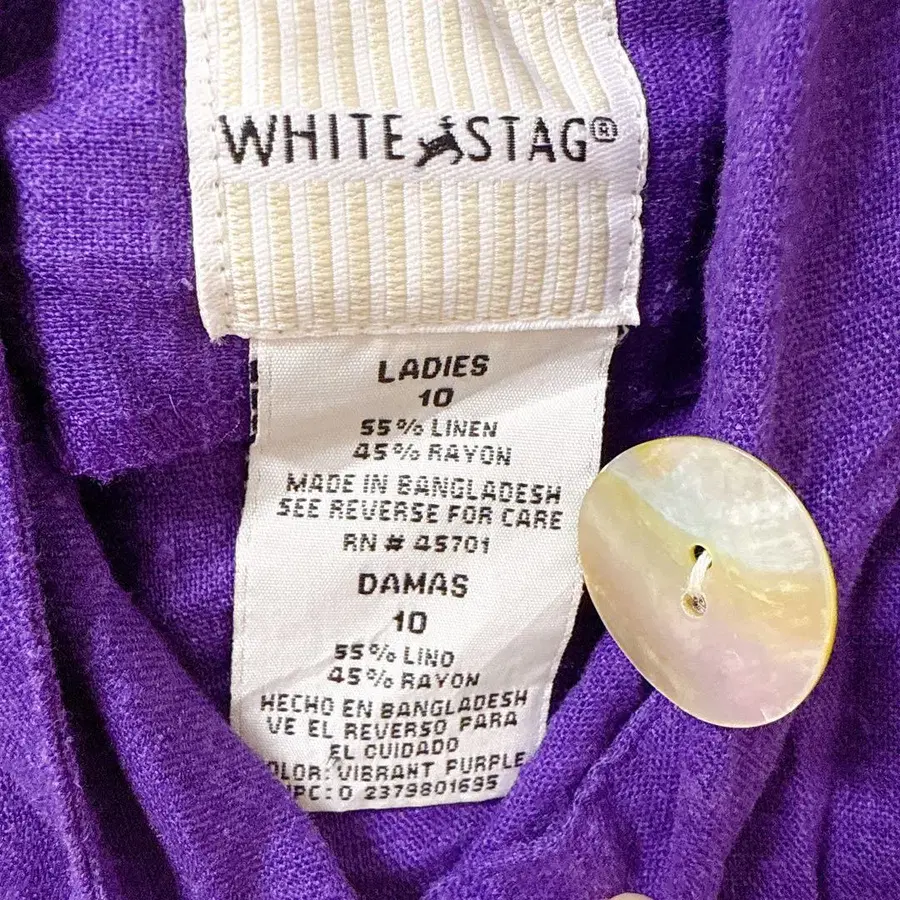 WHITE STAG®
LADIES
10
55% LINEN
45% RAYON
MADE IN BANGLADESH
SEE REVERSE FOR CARE
RN # 45701
DAMAS
10
55% LINO
45% RAYON
HECHO EN BANGLADESH
VE EL REVERSO PARA
EL CUIDADO
OLOR: VIBRANT PURPLE
PC: 0 2379801695